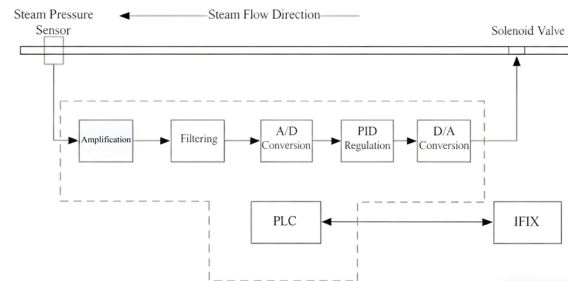 Steam Pressure
Sensor
Steam Flow Direction
Solenoid Valve
Amplification
Filtering
A/D
Conversion
PID
Regulation
D/A
Conversion
PLC
IFIX